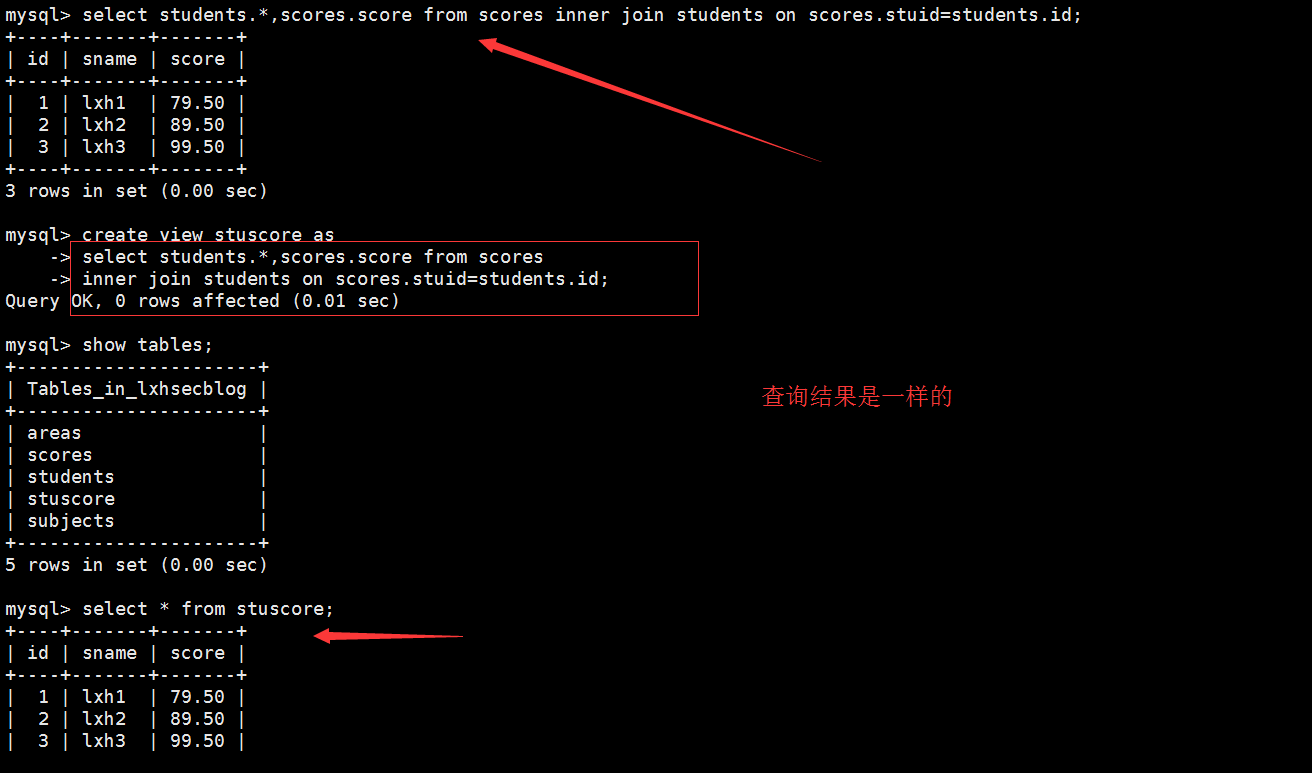 mysql> select students.*,scores.score from scores inner join students on scores.stuid=students.id;
+----+-------+-------+
| id | sname | score |
+----+-------+-------+
|  1 | lxh1  | 79.50 |
|  2 | lxh2  | 89.50 |
|  3 | lxh3  | 99.50 |
+----+-------+-------+
3 rows in set (0.00 sec)

mysql> create view stuscore as
    -> select students.*,scores.score from scores
    -> inner join students on scores.stuid=students.id;
Query OK, 0 rows affected (0.01 sec)

mysql> show tables;
+----------------------+
| Tables_in_lxhsecblog |
+----------------------+
查询结果是一样的
| areas                |
| scores               |
| students             |
| stuscore             |
| subjects             |
+----------------------+
5 rows in set (0.00 sec)

mysql> select * from stuscore;
+----+-------+-------+
| id | sname | score |
+----+-------+-------+
|  1 | lxh1  | 79.50 |
|  2 | lxh2  | 89.50 |
|  3 | lxh3  | 99.50 |